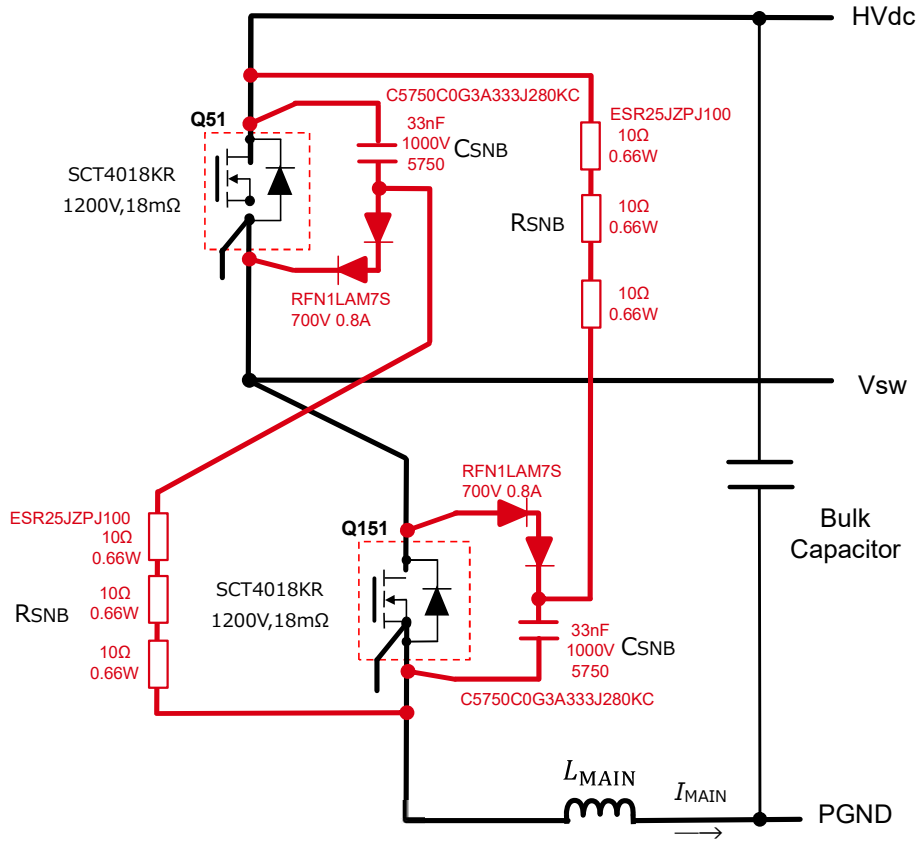 HVdc
C5750C0G3A333J280KC
Q51
33nF
1000V
5750
CSNB
ESR25JZPJ100
10Ω
0.66W
SCT4018KR
1200V,18mΩ
RSNB
10Ω
0.66W
RFN1LAM7S
700V 0.8A
10Ω
0.66W
Vsw
RFN1LAM7S
700V 0.8A
ESR25JZPJ100
10Ω
0.66W
Q151
Bulk
Capacitor
SCT4018KR
1200V,18mΩ
RSNB
10Ω
0.66W
33nF
1000V
5750
CSNB
10Ω
0.66W
C5750C0G3A333J280KC
LMAIN
IMAIN
PGND